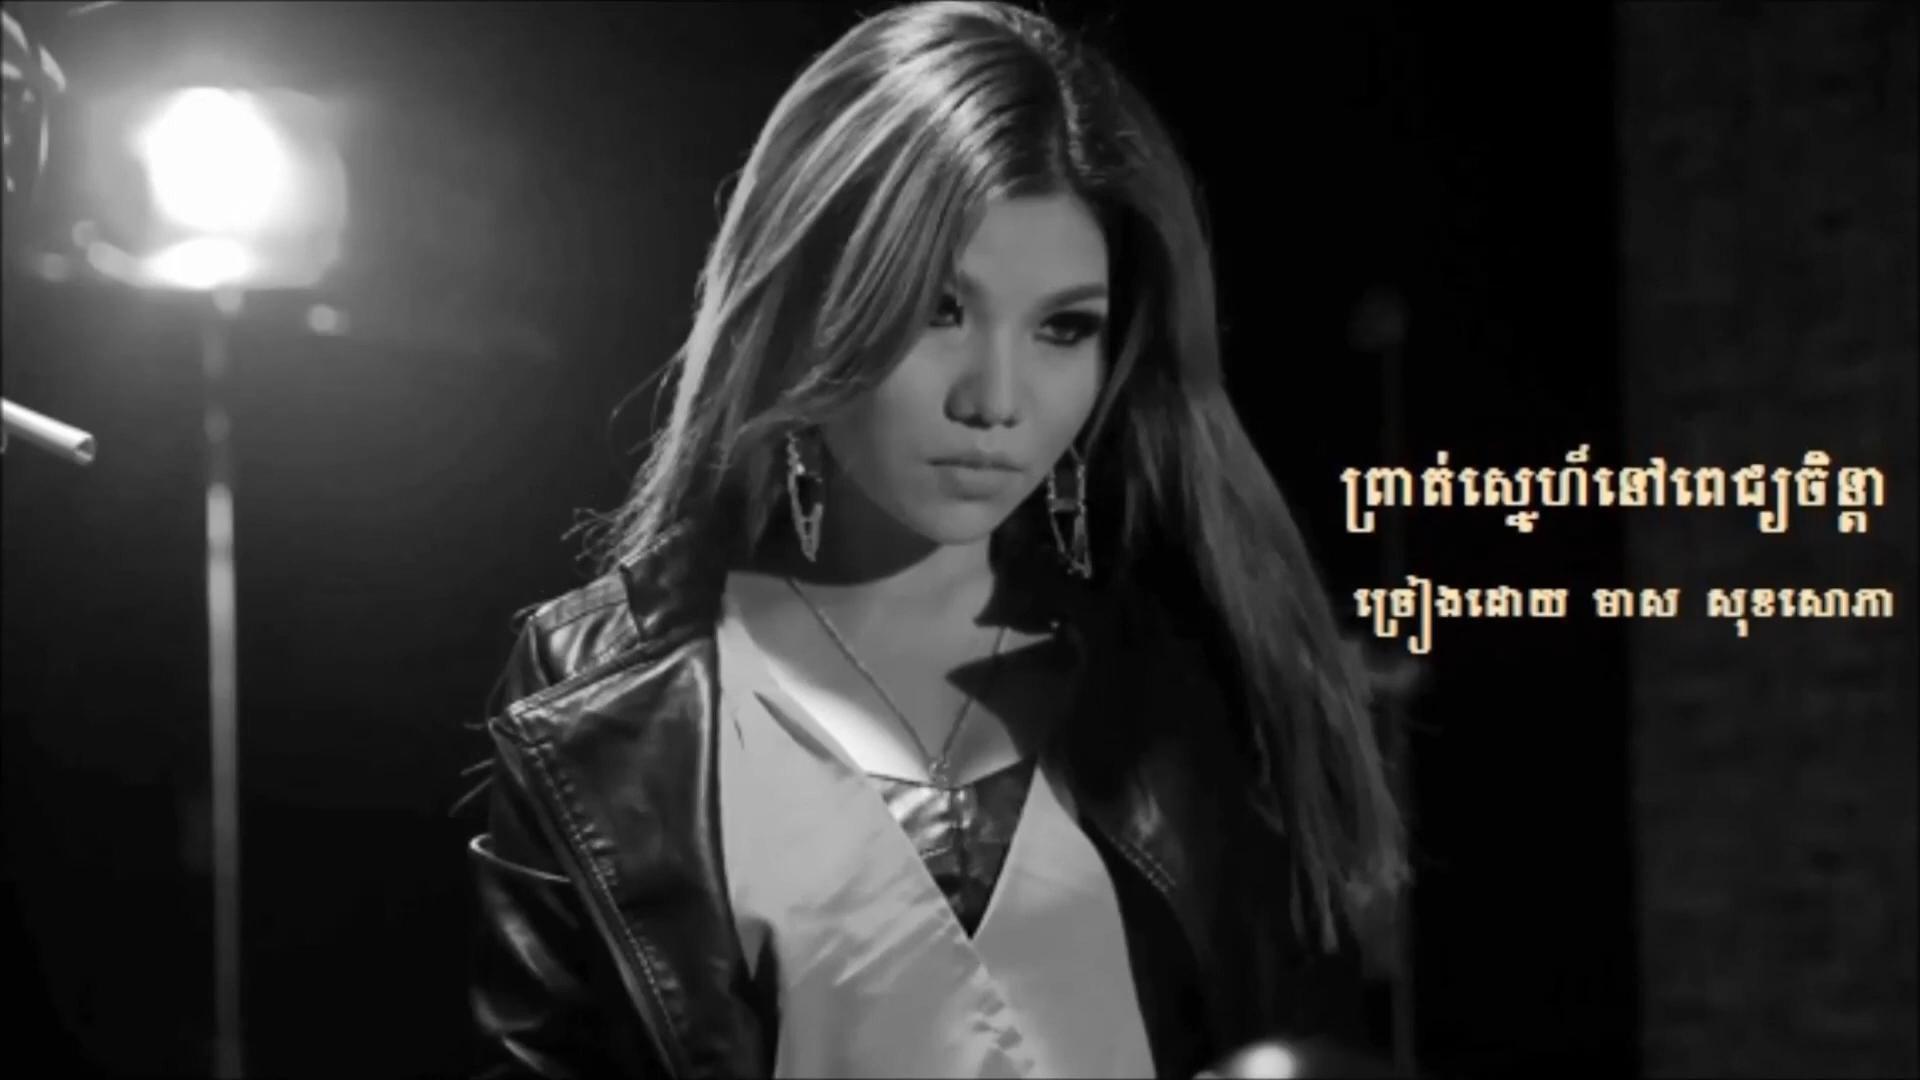 ព្រាត់ស្នេហ៍នៅពេជ្យចិន្តា
ច្រៀងដោយ មាស សុខសោភា